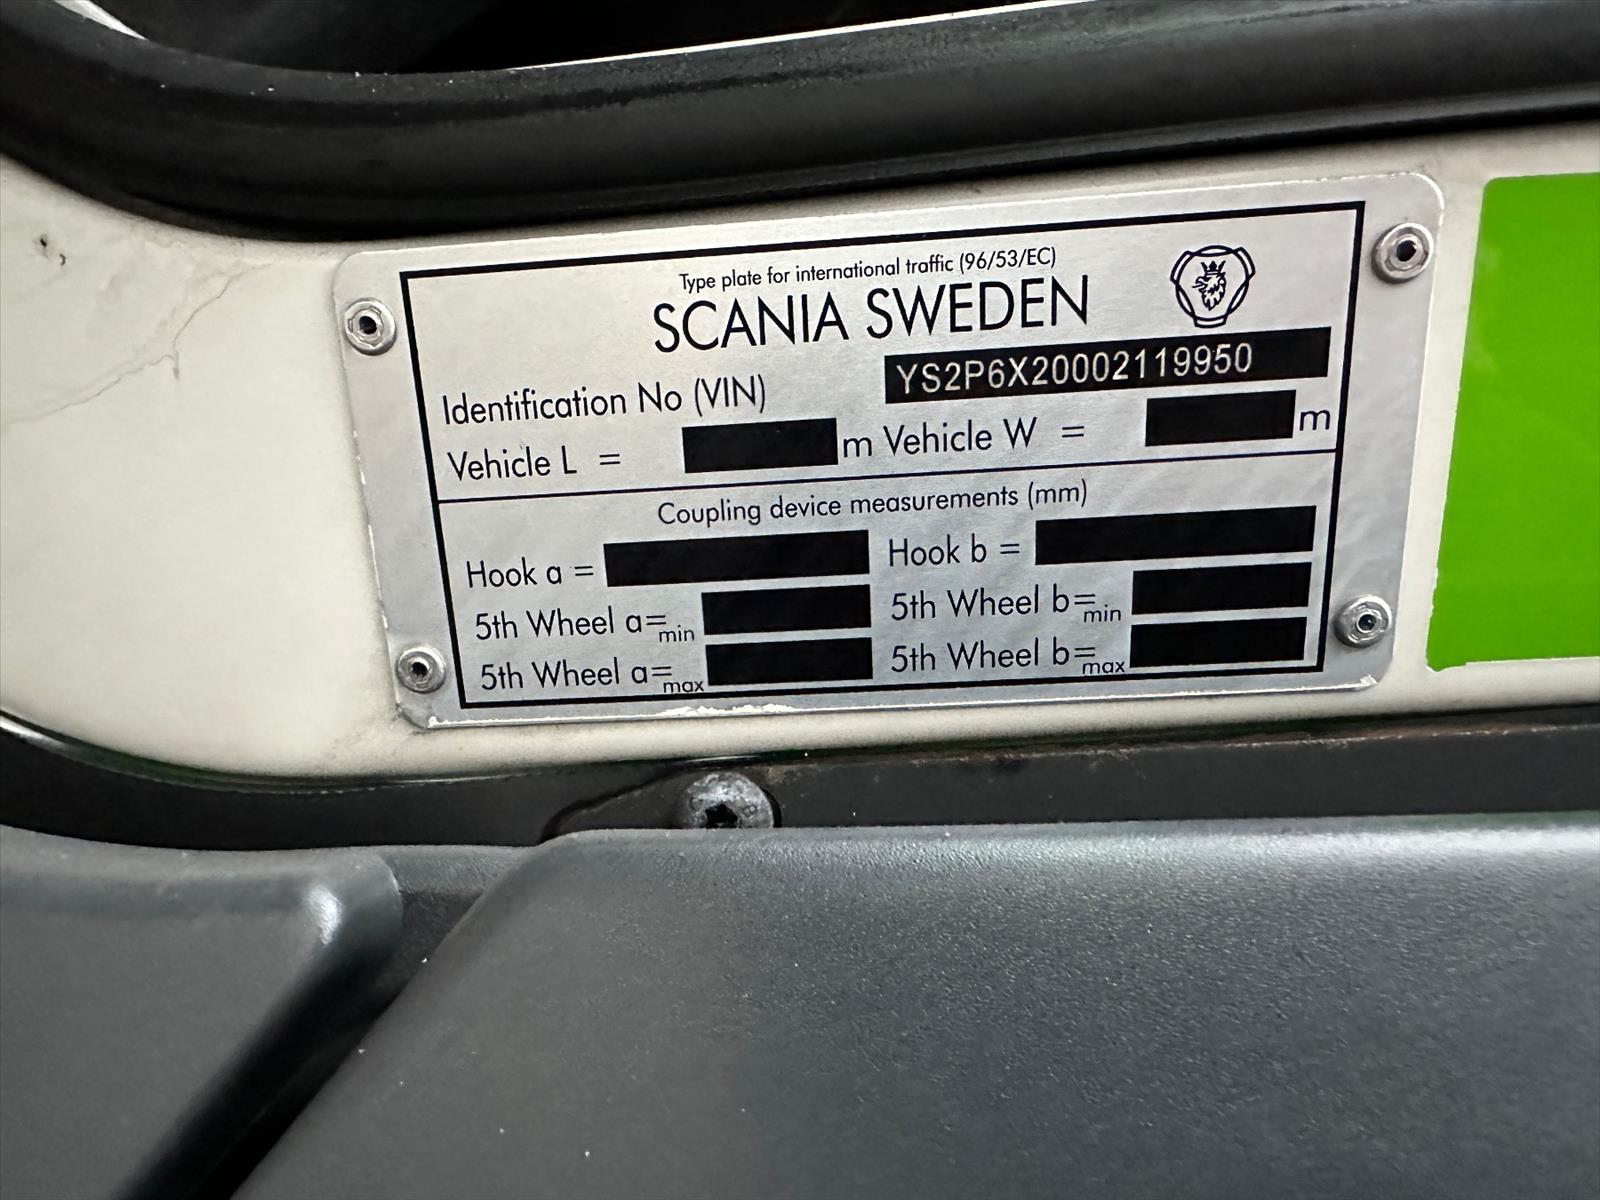 Type plate for international traffic (96/53/EC)
SCANIA SWEDEN
Identification No (VIN) YS2P6X20002119950
Vehicle L = m Vehicle W = m
Coupling device measurements (mm)
Hook a = Hook b =
5th Wheel a=min 5th Wheel b=min
5th Wheel a=max 5th Wheel b=max